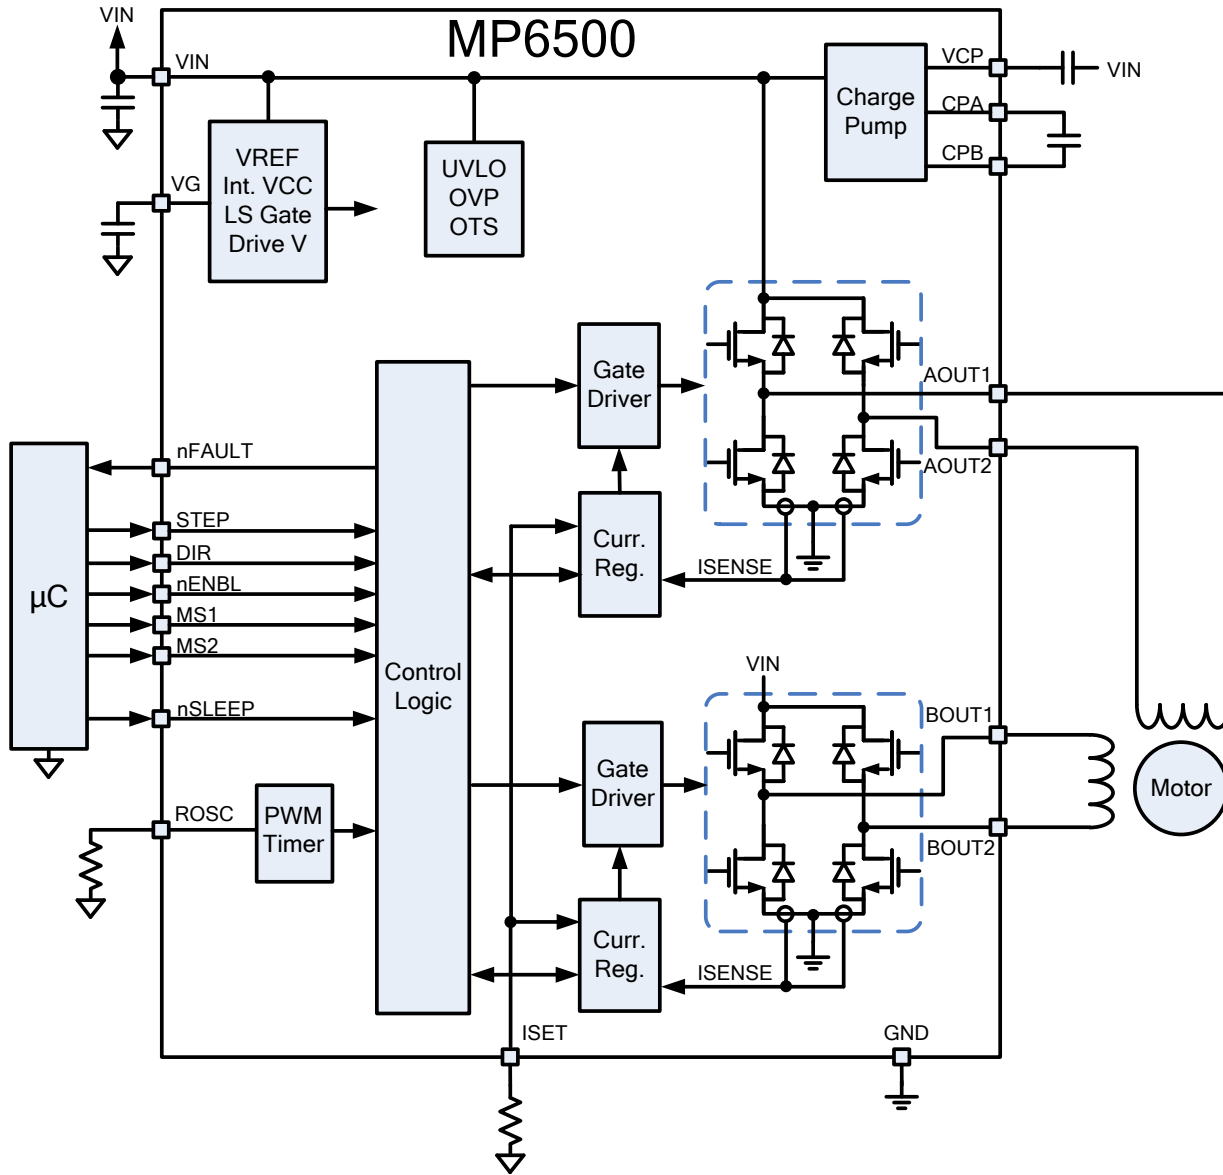 VIN
MP6500
VIN
VCP
VIN
Charge
Pump
CPA
CPB
VREF
Int. VCC
LS Gate
Drive V
UVLO
OVP
OTS
VG
Gate
Driver
AOUT1
AOUT2
nFAULT
STEP
DIR
nENBL
MS1
MS2
nSLEEP
µC
Curr.
Reg.
ISENSE
Control
Logic
VIN
BOUT1
BOUT2
Gate
Driver
Motor
ROSC
PWM
Timer
Curr.
Reg.
ISENSE
ISET
GND